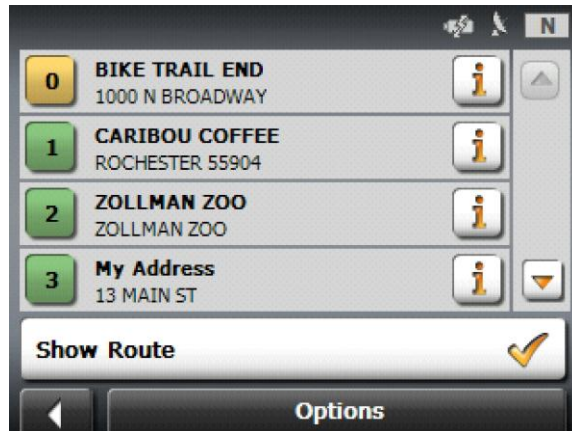 N
0
BIKE TRAIL END
1000 N BROADWAY
i
1
CARIBOU COFFEE
ROCHESTER 55904
i
2
ZOLLMAN ZOO
ZOLLMAN ZOO
i
3
My Address
13 MAIN ST
i
Show Route
Options